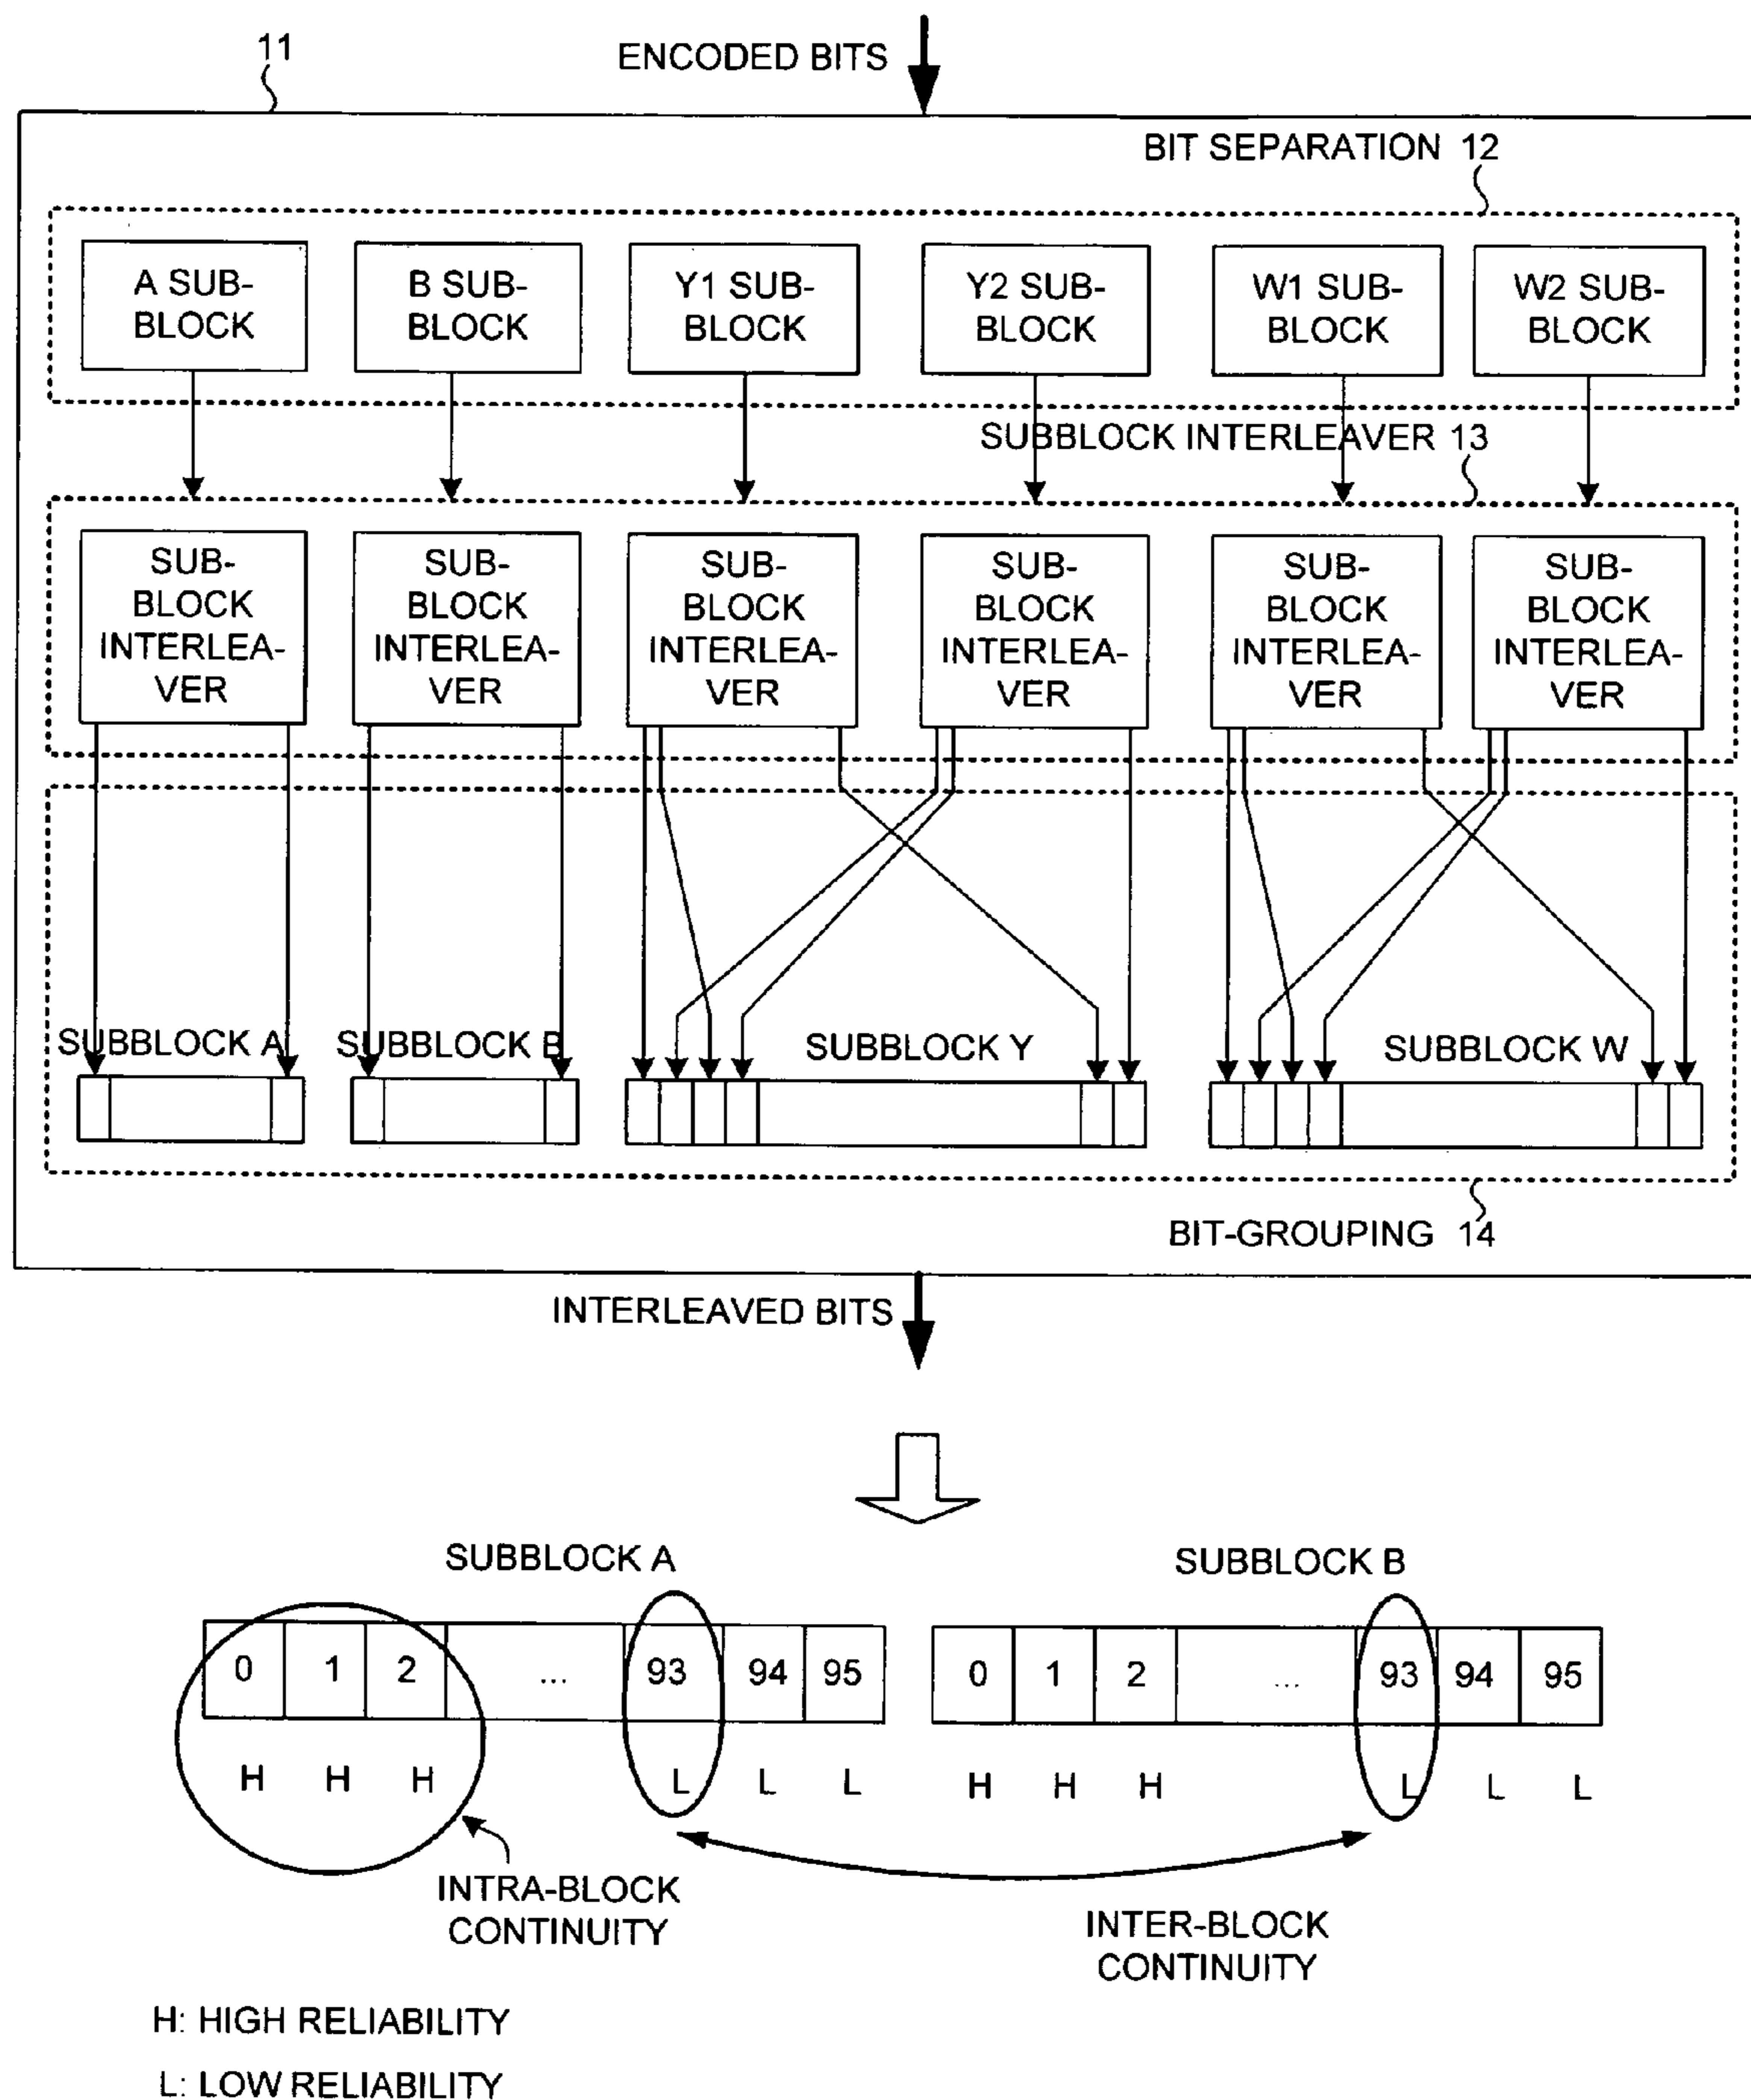 11
ENCODED BITS
BIT SEPARATION 12
A SUB-
BLOCK
B SUB-
BLOCK
Y1 SUB-
BLOCK
Y2 SUB-
BLOCK
W1 SUB-
BLOCK
W2 SUB-
BLOCK
SUBBLOCK INTERLEAVER 13
SUB-
BLOCK
INTERLEA-
VER
SUB-
BLOCK
INTERLEA-
VER
SUB-
BLOCK
INTERLEA-
VER
SUB-
BLOCK
INTERLEA-
VER
SUB-
BLOCK
INTERLEA-
VER
SUB-
BLOCK
INTERLEA-
VER
SUBBLOCK A
SUBBLOCK B
SUBBLOCK Y
SUBBLOCK W
BIT-GROUPING 14
INTERLEAVED BITS
SUBBLOCK A
SUBBLOCK B
0 1 2 ... 93 94 95
0 1 2 ... 93 94 95
H H H L L L
H H H L L L
INTRA-BLOCK
CONTINUITY
INTER-BLOCK
CONTINUITY
H: HIGH RELIABILITY
L: LOW RELIABILITY